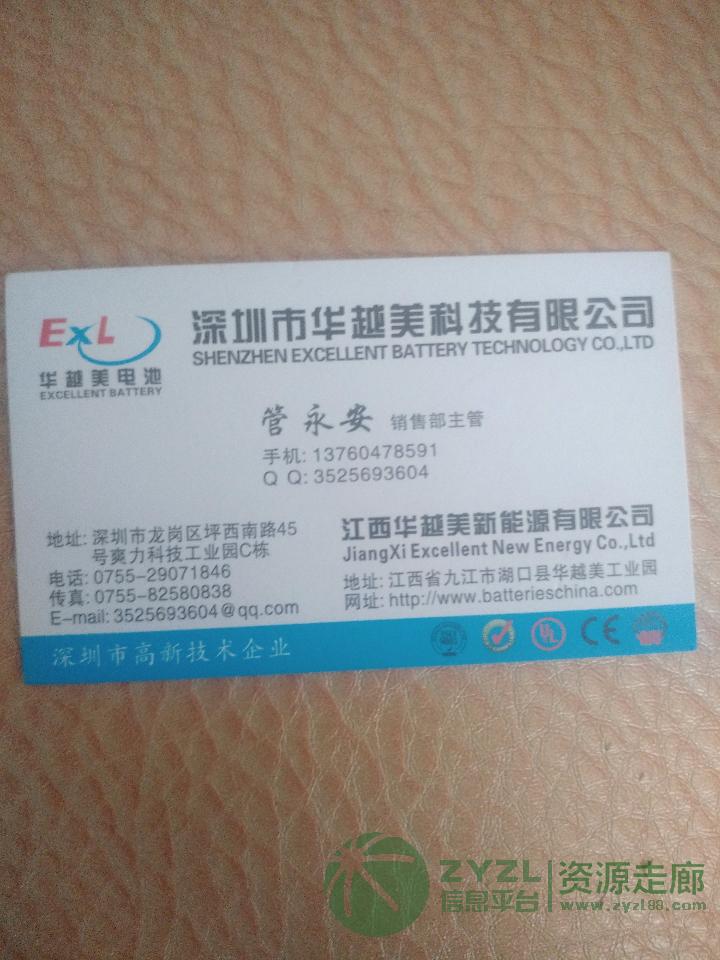 EXL
华越美电池
EXCELLENT BATTERY
深圳市华越美科技有限公司
SHENZHEN EXCELLENT BATTERY TECHNOLOGY CO.,LTD
管永安 销售部主管
手机: 13760478591
Q Q: 3525693604
地址: 深圳市龙岗区坪西南路45
号爽力科技工业园C栋
电话: 0755-29071846
传真: 0755-82580838
E-mail: 3525693604@qq.com
江西华越美新能源有限公司
JiangXi Excellent New Energy Co.,Ltd
地址: 江西省九江市湖口县华越美工业园
网址: http://www.batterieschina.com
深圳市高新技术企业
UL CE
ZYZL
信息平台
资源走廊
www.zyzl88.com